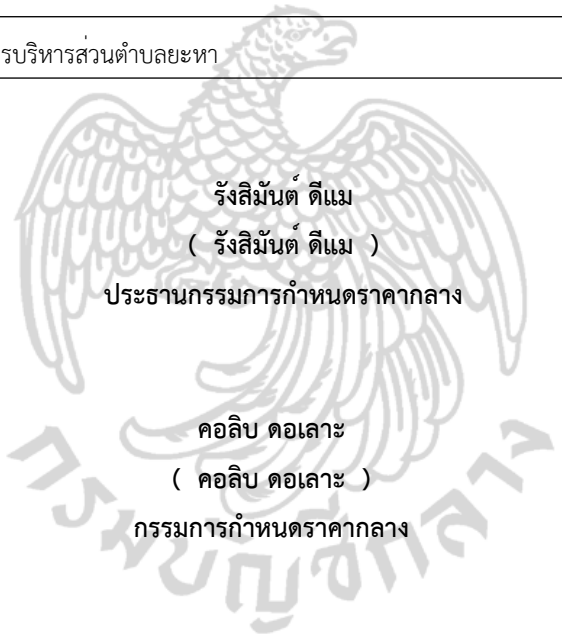 รบริหารส่วนตำบลยะหา
รังสิมันต์ ดีแม
( รังสิมันต์ ดีแม )
ประธานกรรมการกำหนดราคากลาง
คอลิบ ดอเลาะ
( คอลิบ ดอเลาะ )
กรรมการกำหนดราคากลาง
กรมบัญชีกลาง